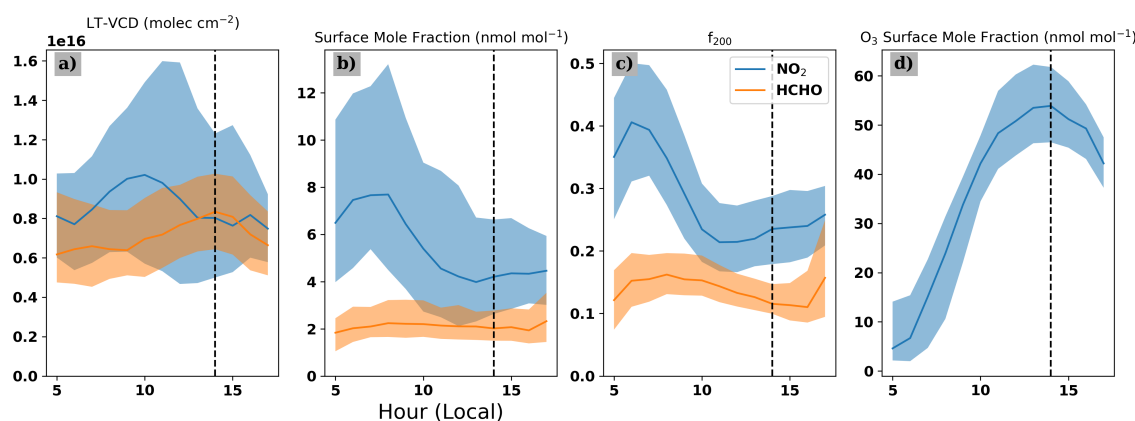 LT-VCD (molec cm⁻²)
1e16
a)
1.6
1.4
1.2
1.0
0.8
0.6
0.4
0.2
0.0
5 10 15
Surface Mole Fraction (nmol mol⁻¹)
b)
12
10
8
6
4
2
0
5 10 15
Hour (Local)
f₂₀₀
c)
NO₂
HCHO
0.5
0.4
0.3
0.2
0.1
0.0
5 10 15
O₃ Surface Mole Fraction (nmol mol⁻¹)
d)
60
50
40
30
20
10
0
5 10 15